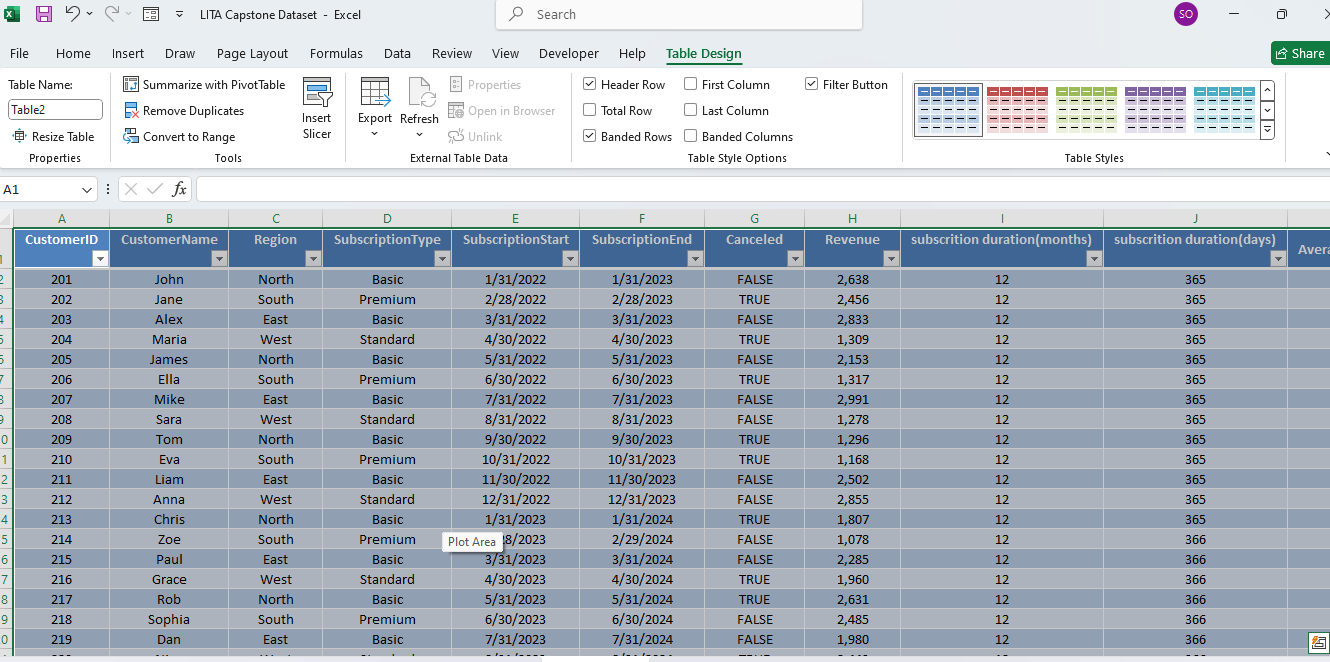 LITA Capstone Dataset - Excel
Search
SO
File Home Insert Draw Page Layout Formulas Data Review View Developer Help Table Design Share
Table Name: Summarize with PivotTable Properties Header Row First Column Filter Button
Table2 Remove Duplicates Insert Slicer Export Refresh Open in Browser Total Row Last Column
Resize Table Convert to Range Unlink Banded Rows Banded Columns
Properties Tools External Table Data Table Style Options Table Styles
A1 fx
A B C D E F G H I J
CustomerID CustomerName Region SubscriptionType SubscriptionStart SubscriptionEnd Canceled Revenue subscrition duration(months) subscrition duration(days) Avera
201 John North Basic 1/31/2022 1/31/2023 FALSE 2,638 12 365
202 Jane South Premium 2/28/2022 2/28/2023 TRUE 2,456 12 365
203 Alex East Basic 3/31/2022 3/31/2023 FALSE 2,833 12 365
204 Maria West Standard 4/30/2022 4/30/2023 TRUE 1,309 12 365
205 James North Basic 5/31/2022 5/31/2023 FALSE 2,153 12 365
206 Ella South Premium 6/30/2022 6/30/2023 TRUE 1,317 12 365
207 Mike East Basic 7/31/2022 7/31/2023 FALSE 2,991 12 365
208 Sara West Standard 8/31/2022 8/31/2023 FALSE 1,278 12 365
209 Tom North Basic 9/30/2022 9/30/2023 TRUE 1,296 12 365
210 Eva South Premium 10/31/2022 10/31/2023 TRUE 1,168 12 365
211 Liam East Basic 11/30/2022 11/30/2023 FALSE 2,502 12 365
212 Anna West Standard 12/31/2022 12/31/2023 FALSE 2,855 12 365
213 Chris North Basic 1/31/2023 1/31/2024 TRUE 1,807 12 365
214 Zoe South Premium Plot Area 8/2023 2/29/2024 FALSE 1,078 12 366
215 Paul East Basic 3/31/2023 3/31/2024 FALSE 2,285 12 366
216 Grace West Standard 4/30/2023 4/30/2024 TRUE 1,960 12 366
217 Rob North Basic 5/31/2023 5/31/2024 TRUE 2,631 12 366
218 Sophia South Premium 6/30/2023 6/30/2024 FALSE 2,485 12 366
219 Dan East Basic 7/31/2023 7/31/2024 FALSE 1,980 12 366